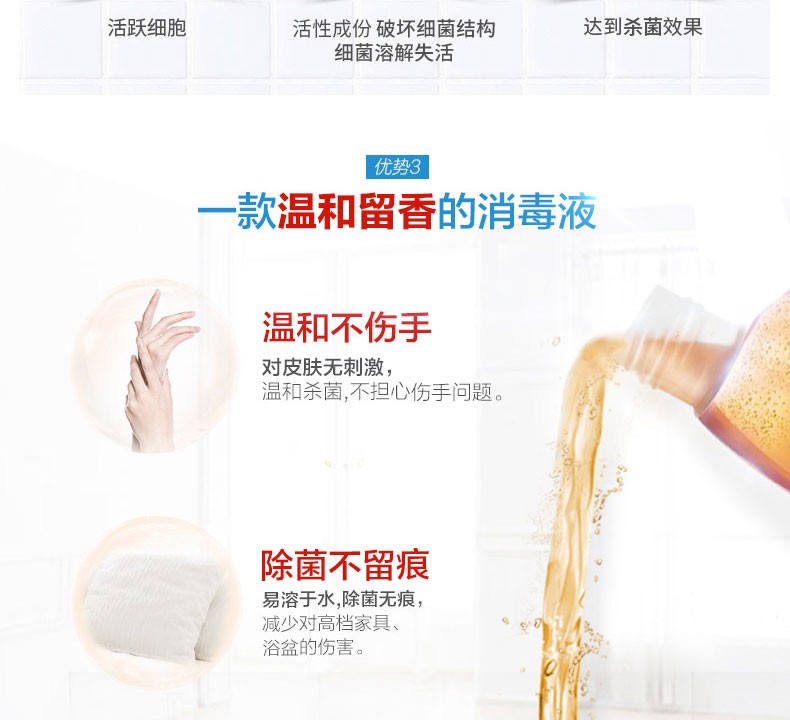 活跃细胞
活性成份 破坏细菌结构
细菌溶解失活
达到杀菌效果
优势3
一款温和留香的消毒液
温和不伤手
对皮肤无刺激，
温和杀菌,不担心伤手问题。
除菌不留痕
易溶于水,除菌无痕，
减少对高档家具、
浴盆的伤害。